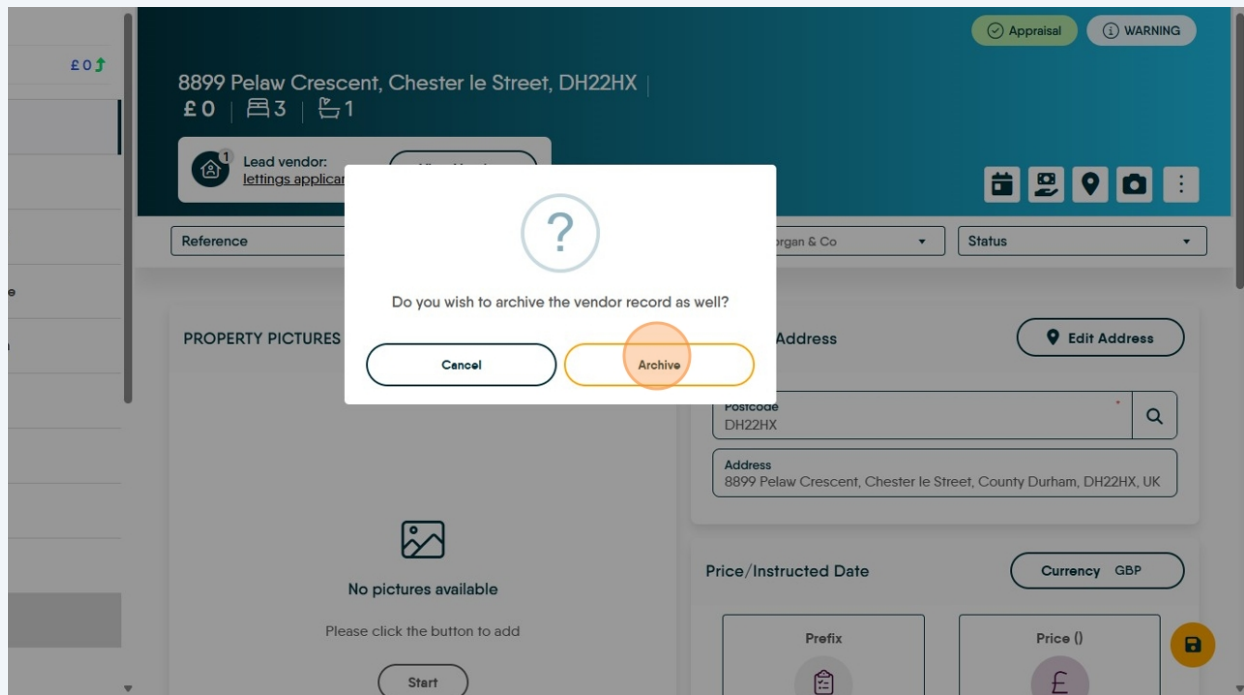 Appraisal
WARNING
£0
8899 Pelaw Crescent, Chester le Street, DH22HX
£0 | 3 | 1
1
Lead vendor:
lettings
Reference
& Co
Status
?
Do you wish to archive the vendor record as well?
Cancel
Archive
PROPERTY PICTURES
Address
Edit Address
Postcode *
DH22HX
Address
8899 Pelaw Crescent, Chester le Street, County Durham, DH22HX, UK
No pictures available
Please click the button to add
Start
Price/Instructed Date
Currency GBP
Prefix
Price ()
£